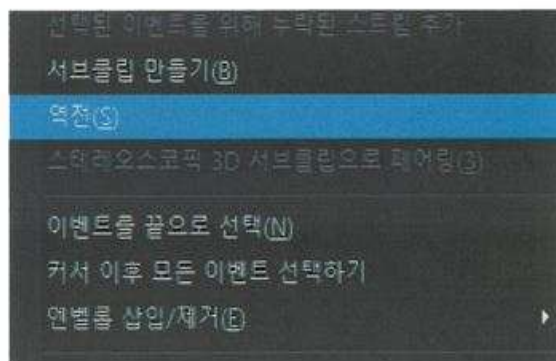 선택된 이벤트를 위해 누락된 스트림 추가
서브클립 만들기(B)
역전(S)
스테레오스코픽 3D 서브클립으로 페어링(3)
이벤트를 끝으로 선택(N)
커서 이후 모든 이벤트 선택하기
엔벨롭 삽입/제거(E)